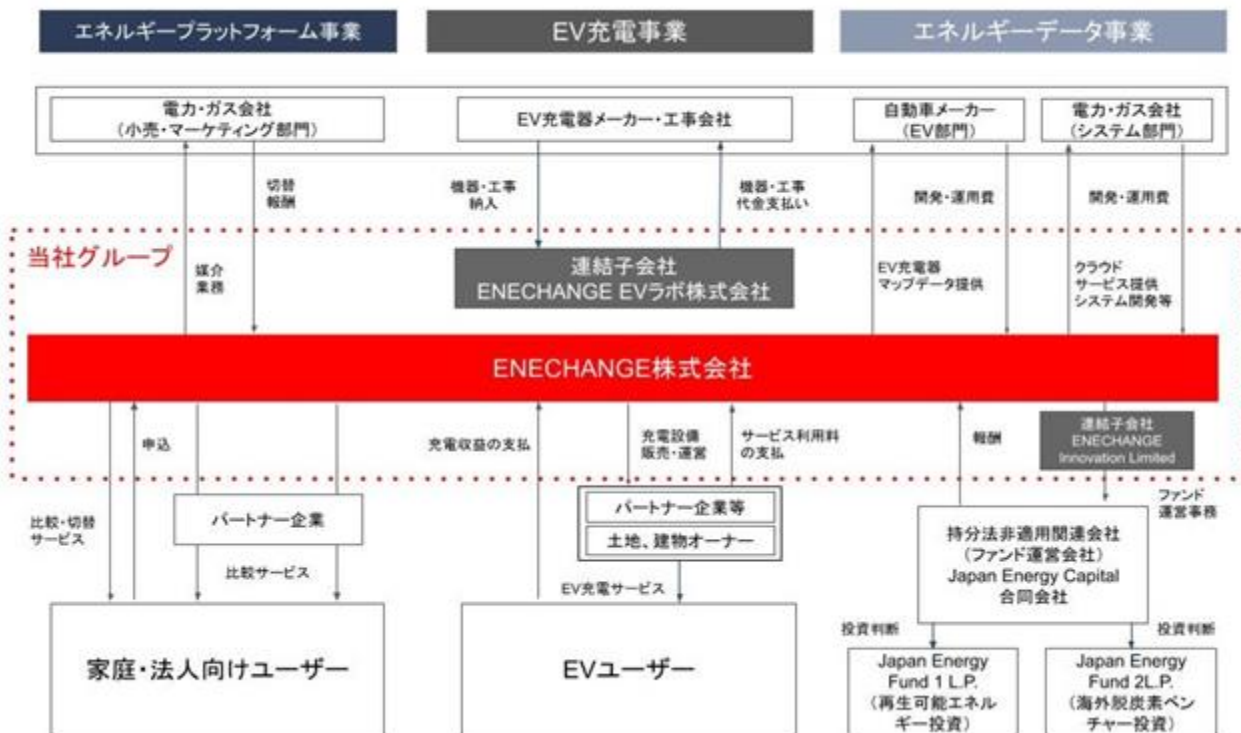 エネルギープラットフォーム事業
EV充電事業
エネルギーデータ事業
電力・ガス会社
(小売・マーケティング部門)
EV充電器メーカー・工事会社
自動車メーカー
(EV部門)
電力・ガス会社
(システム部門)
切替
報酬
機器・工事
納入
機器・工事
代金支払い
開発・運用費
開発・運用費
当社グループ
媒介
業務
連結子会社
ENECHANGE EVラボ株式会社
EV充電器
マップデータ提供
クラウド
サービス提供
システム開発等
ENECHANGE株式会社
申込
充電収益の支払
充電設備
販売・運営
サービス利用料
の支払
報酬
連結子会社
ENECHANGE
Innovation Limited
比較・切替
サービス
パートナー企業
パートナー企業等
土地、建物オーナー
ファンド
運営事務
持分法非適用関連会社
(ファンド運営会社)
Japan Energy Capital
合同会社
比較サービス
EV充電サービス
投資判断
投資判断
家庭・法人向けユーザー
EVユーザー
Japan Energy
Fund 1 L.P.
(再生可能エネル
ギー投資)
Japan Energy
Fund 2L.P.
(海外脱炭素ベン
チャー投資)